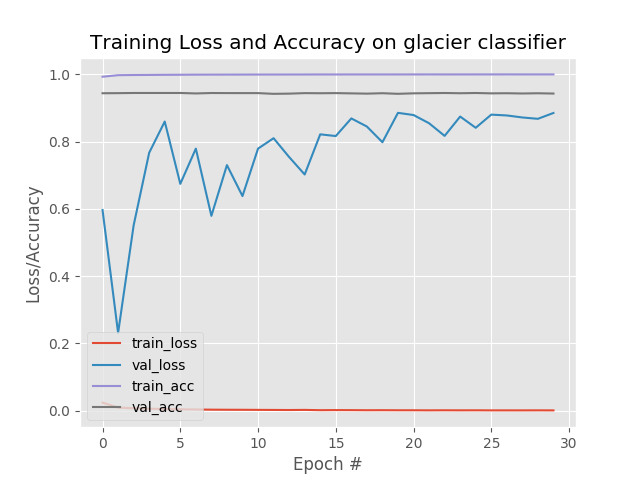 Training Loss and Accuracy on glacier classifier
Loss/Accuracy
1.0
0.8
0.6
0.4
0.2
0.0
train_loss
val_loss
train_acc
val_acc
0 5 10 15 20 25 30
Epoch #